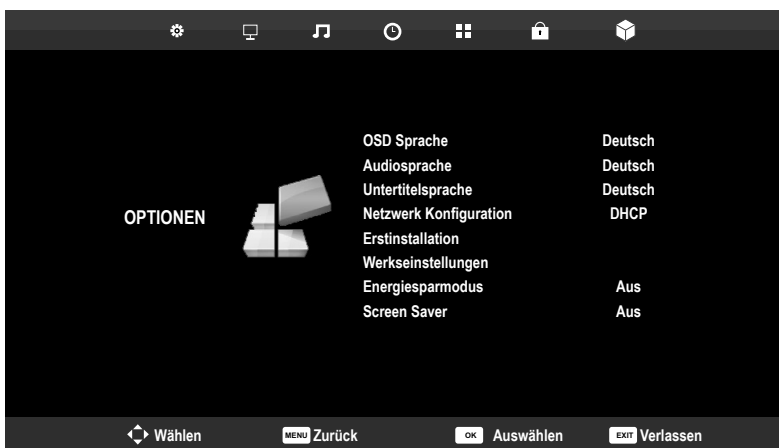 OSD Sprache Deutsch
Audiosprache Deutsch
Untertitelsprache Deutsch
OPTIONEN
Netzwerk Konfiguration DHCP
Erstinstallation
Werkseinstellungen
Energiesparmodus Aus
Screen Saver Aus
Wählen MENU Zurück OK Auswählen EXIT Verlassen